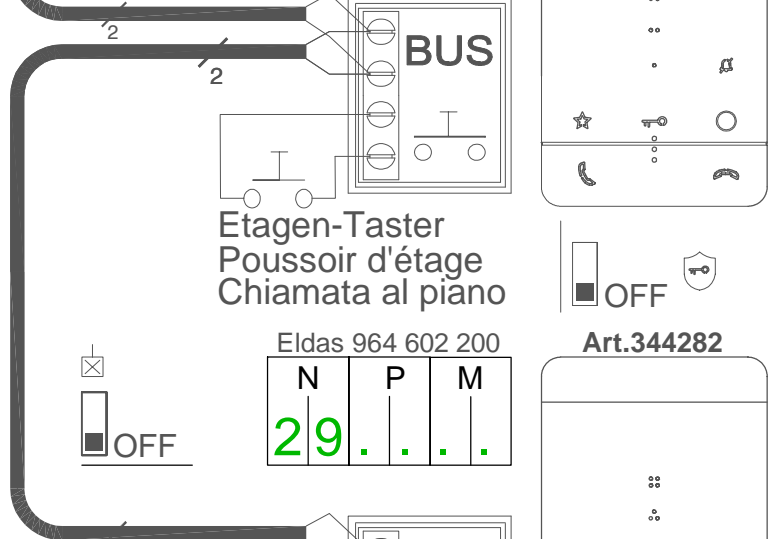 2
BUS
2
Etagen-Taster
Poussoir d'étage
Chiamata al piano
OFF
Eldas 964 602 200
Art.344282
N P M
29. . . .
OFF